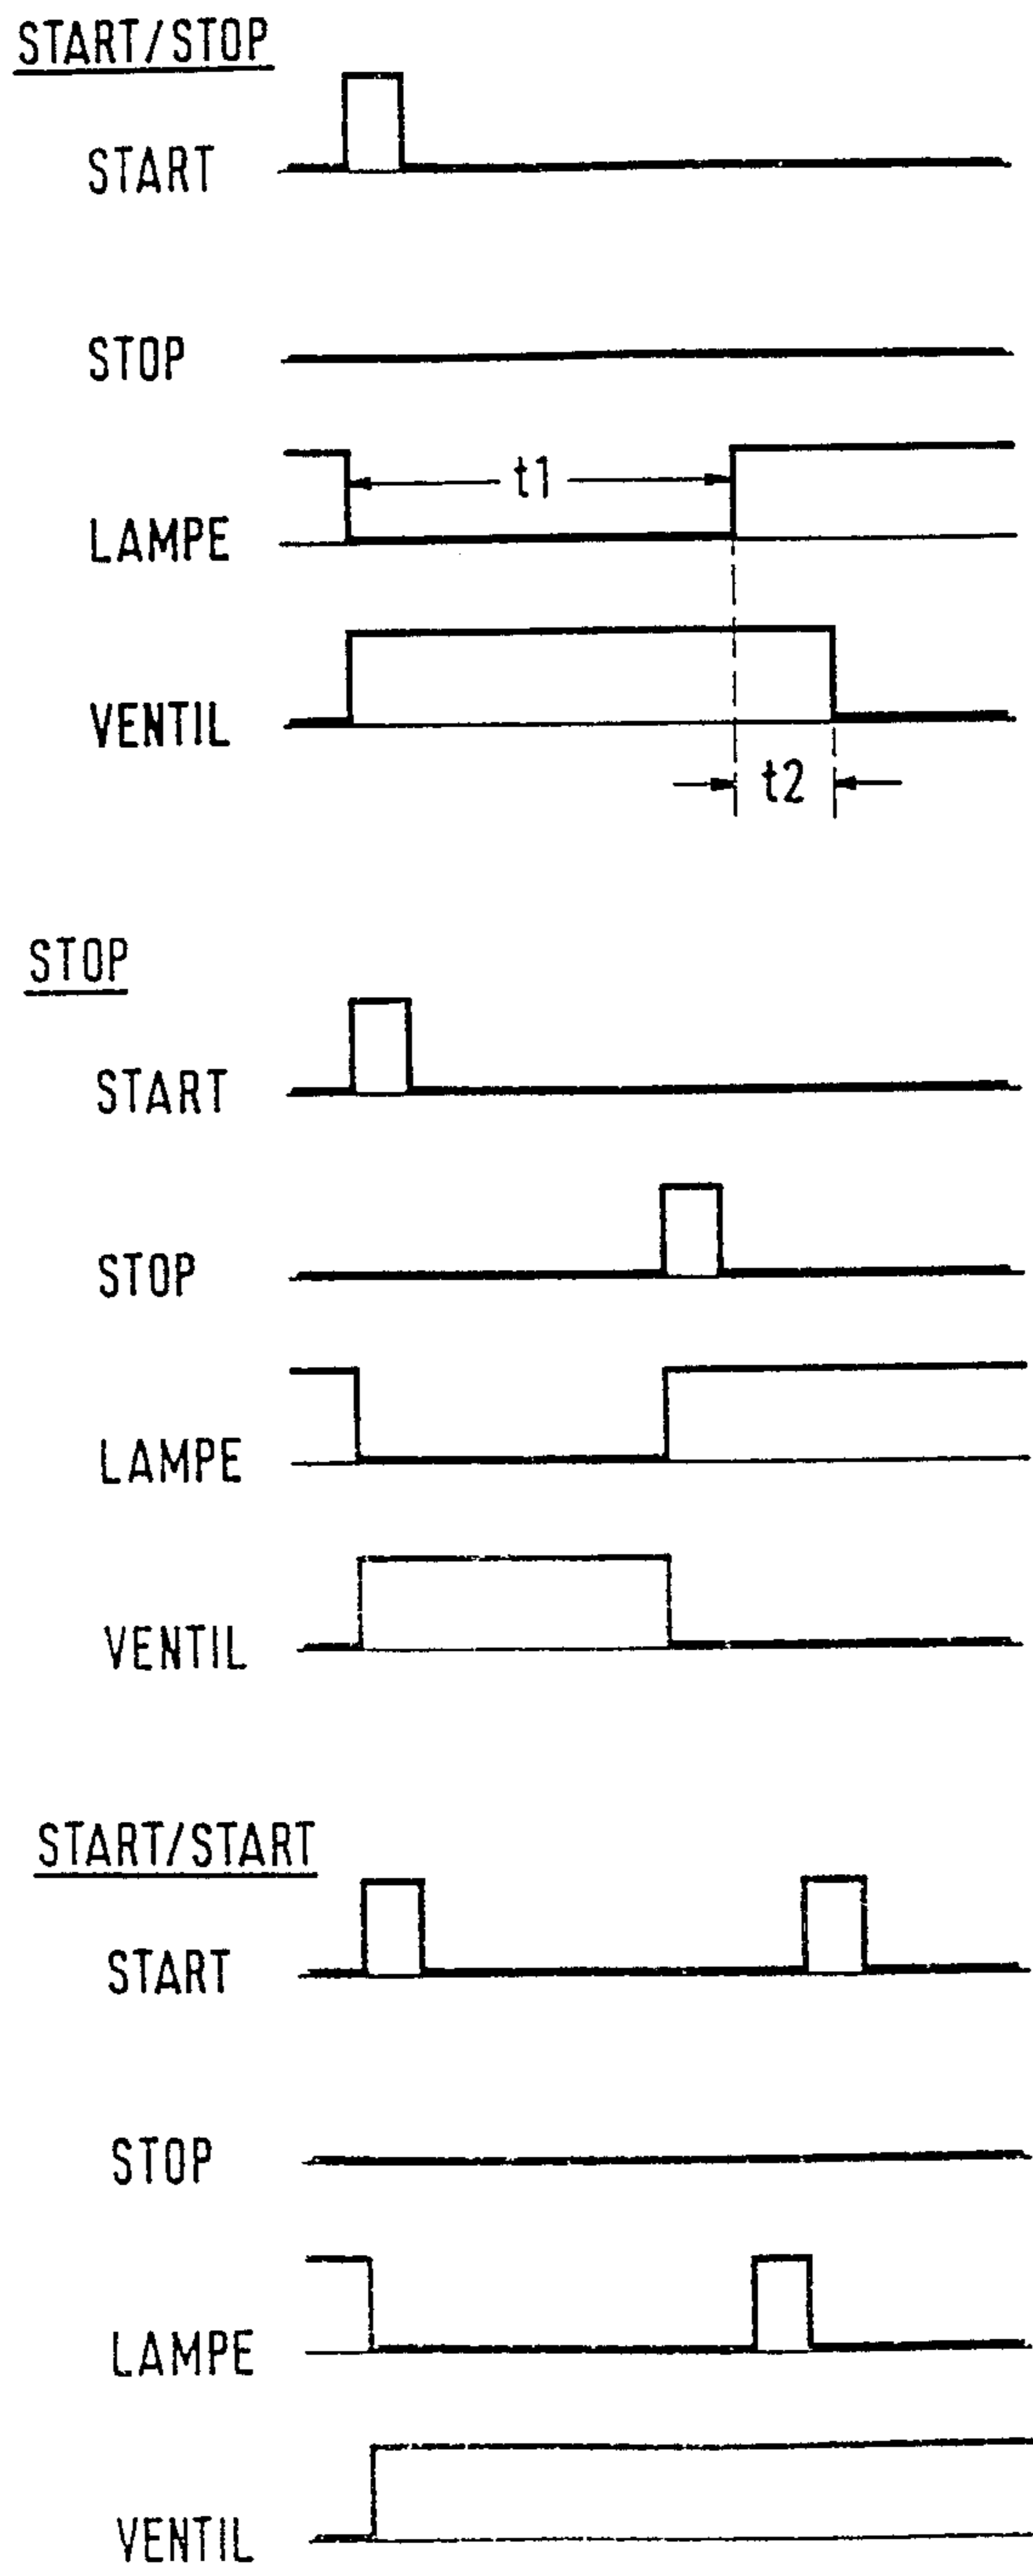 START/STOP
START
STOP
t1
LAMPE
VENTIL
t2
STOP
START
STOP
LAMPE
VENTIL
START/START
START
STOP
LAMPE
VENTIL